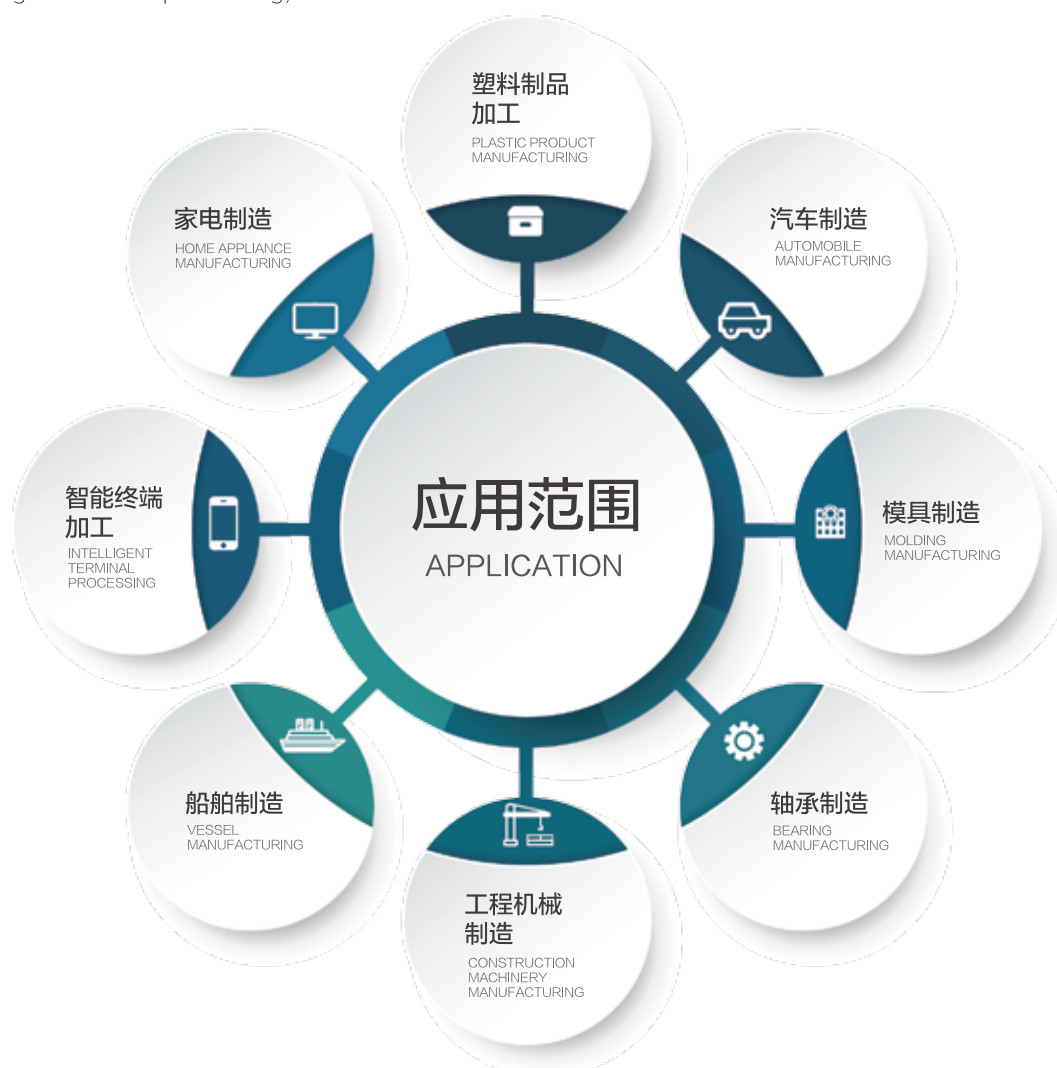 塑料制品
加工
PLASTIC PRODUCT
MANUFACTURING
家电制造
HOME APPLIANCE
MANUFACTURING
汽车制造
AUTOMOBILE
MANUFACTURING
智能终端
加工
INTELLIGENT
TERMINAL
PROCESSING
应用范围
APPLICATION
模具制造
MOLDING
MANUFACTURING
船舶制造
VESSEL
MANUFACTURING
轴承制造
BEARING
MANUFACTURING
工程机械
制造
CONSTRUCTION
MACHINERY
MANUFACTURING